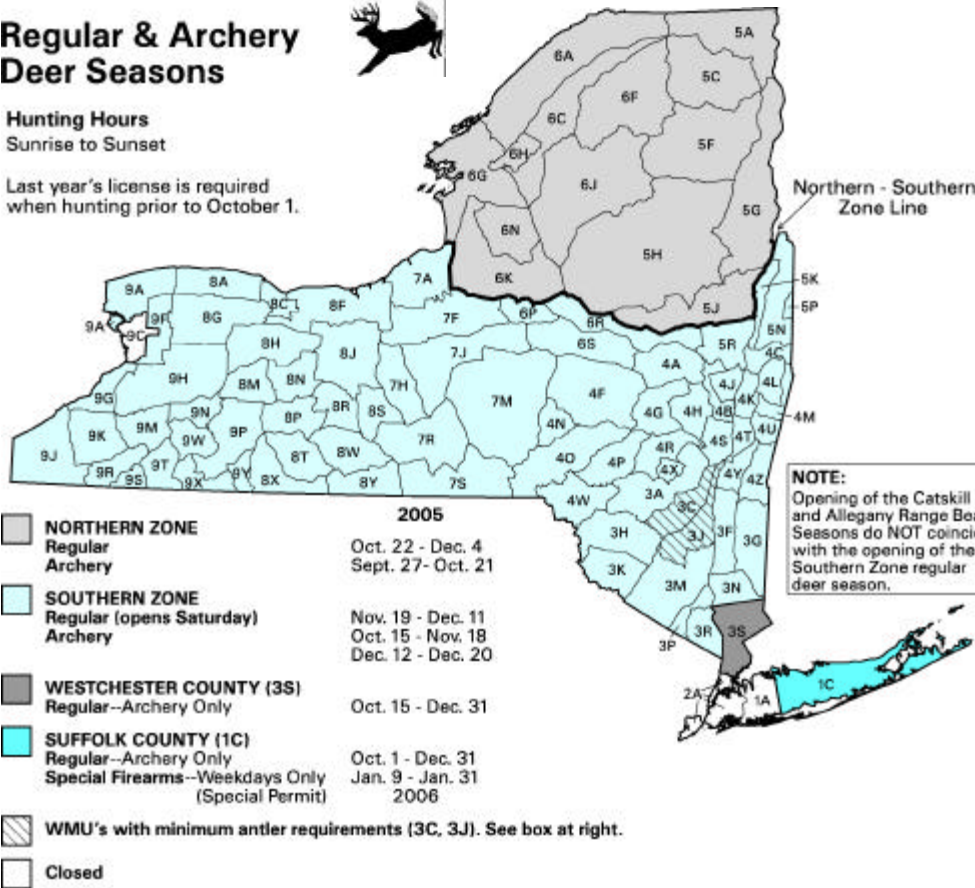 Regular & Archery
Deer Seasons
Hunting Hours
Sunrise to Sunset
Last year's license is required
when hunting prior to October 1.
Northern - Southern
Zone Line
5A
6A
5C
6F
6C
5F
6H
6G
6J
5G
6N
5H
6K
5J
5K
5P
5N
7A
8A
9A
8C
8F
9F
8G
7F
6P
6R
9A
9C
8H
6S
5R
4C
8J
7J
4A
9H
8M
8N
7H
7M
4F
4J
4L
9G
9N
8P
8R
8S
4G
4H
4B
4K
4M
9K
9M
9W
9P
7R
4N
4S
4T
4U
9J
9R
9S
9T
9X
9Y
8T
8W
8X
8Y
7S
4O
4P
4R
4X
4Y
4Z
4W
3A
3C
3H
3J
3F
3G
3K
3M
3N
3P
3R
3S
2A
1A
1C
NOTE:
Opening of the Catskill
and Allegany Range Bea
Seasons do NOT coinci
with the opening of the
Southern Zone regular
deer season.
2005
NORTHERN ZONE
Regular Oct. 22 - Dec. 4
Archery Sept. 27- Oct. 21
SOUTHERN ZONE
Regular (opens Saturday) Nov. 19 - Dec. 11
Archery Oct. 15 - Nov. 18
Dec. 12 - Dec. 20
WESTCHESTER COUNTY (3S)
Regular--Archery Only Oct. 15 - Dec. 31
SUFFOLK COUNTY (1C)
Regular--Archery Only Oct. 1 - Dec. 31
Special Firearms--Weekdays Only Jan. 9 - Jan. 31
(Special Permit) 2006
WMU's with minimum antler requirements (3C, 3J). See box at right.
Closed